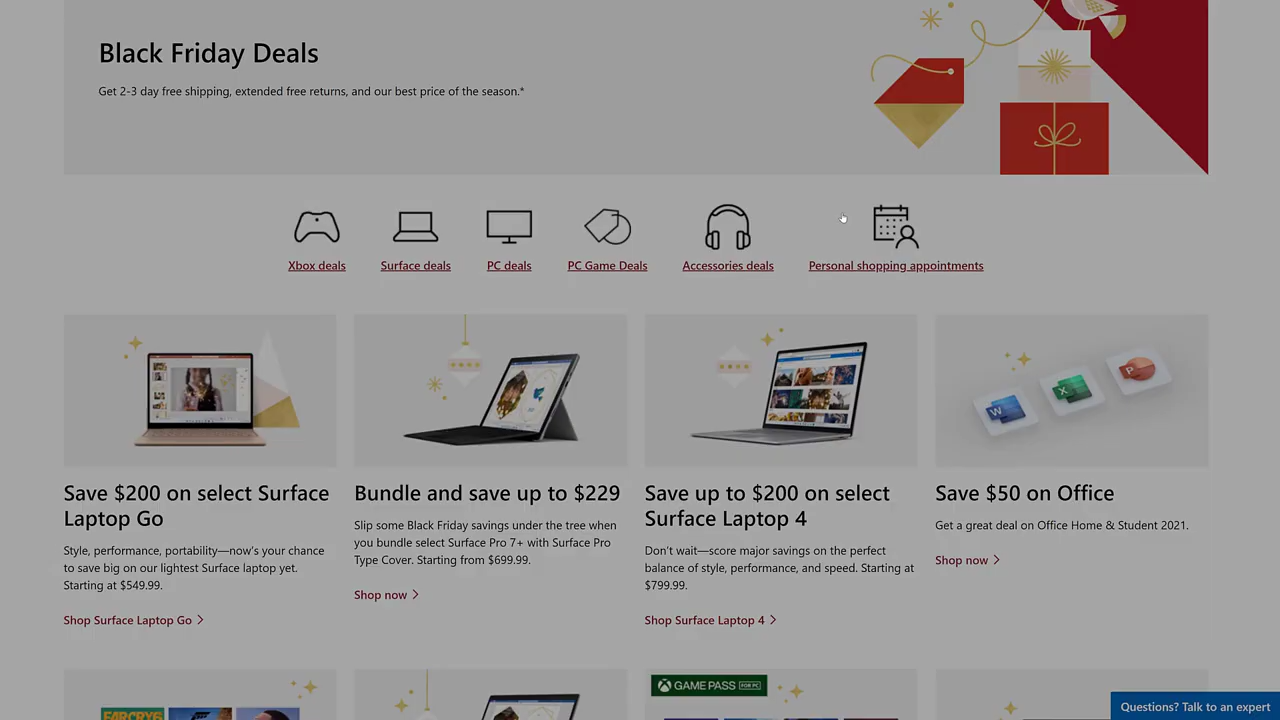 Black Friday Deals
Get 2-3 day free shipping, extended free returns, and our best price of the season.*
Xbox deals
Surface deals
PC deals
PC Game Deals
Accessories deals
Personal shopping appointments
W
X
P
Save $200 on select Surface
Laptop Go
Style, performance, portability—now's your chance
to save big on our lightest Surface laptop yet.
Starting at $549.99.
Shop Surface Laptop Go
Bundle and save up to $229
Slip some Black Friday savings under the tree when
you bundle select Surface Pro 7+ with Surface Pro
Type Cover. Starting from $699.99.
Shop now
Save up to $200 on select
Surface Laptop 4
Don't wait—score major savings on the perfect
balance of style, performance, and speed. Starting at
$799.99.
Shop Surface Laptop 4
Save $50 on Office
Get a great deal on Office Home & Student 2021.
Shop now
FARCRY6
GAME PASS FOR PC
Questions? Talk to an expert